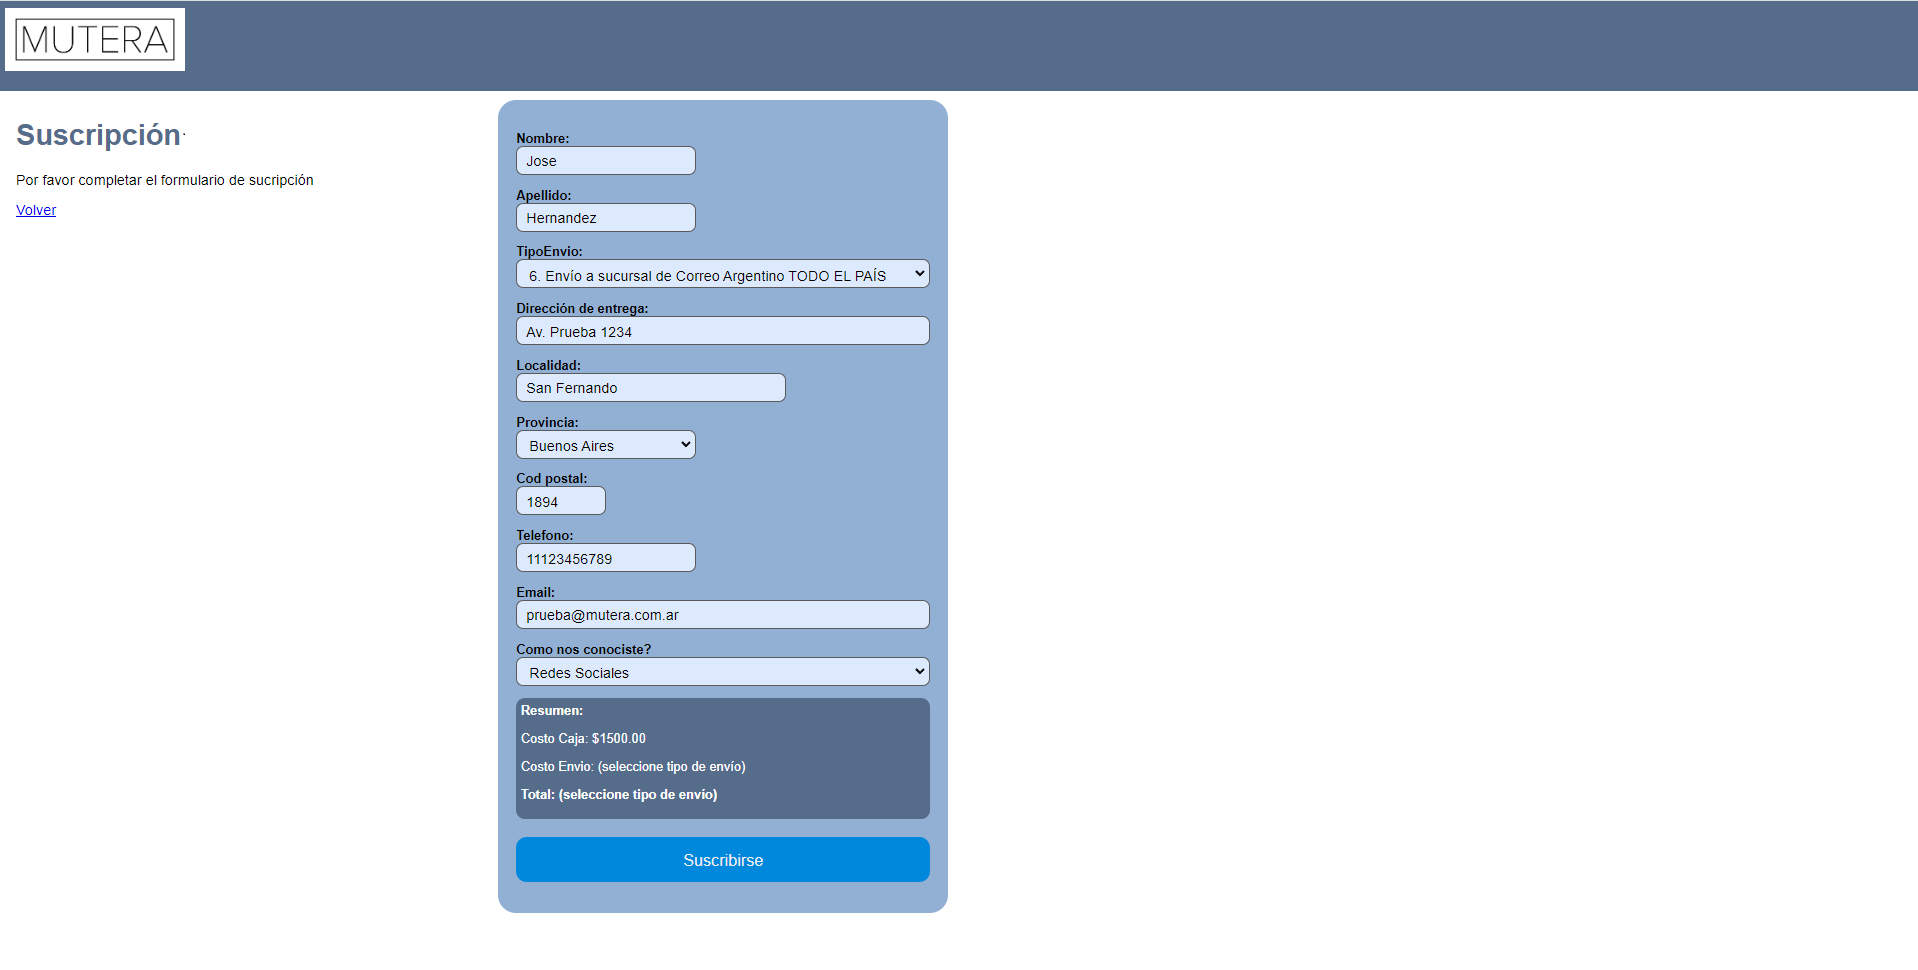 MUTERA
Suscripción.
Por favor completar el formulario de sucripción
Volver
Nombre:
Jose
Apellido:
Hernandez
TipoEnvio:
6. Envío a sucursal de Correo Argentino TODO EL PAÍS
Dirección de entrega:
Av. Prueba 1234
Localidad:
San Fernando
Provincia:
Buenos Aires
Cod postal:
1894
Telefono:
11123456789
Email:
prueba@mutera.com.ar
Como nos conociste?
Redes Sociales
Resumen:
Costo Caja: $1500.00
Costo Envio: (seleccione tipo de envío)
Total: (seleccione tipo de envío)
Suscribirse